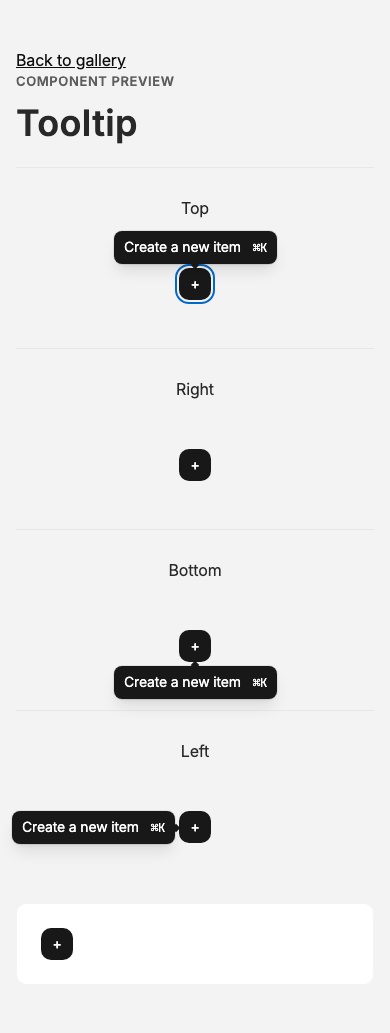 Back to gallery
COMPONENT PREVIEW
Tooltip
Top
Create a new item ⌘K
+
Right
+
Bottom
+
Create a new item ⌘K
Left
Create a new item ⌘K +
+